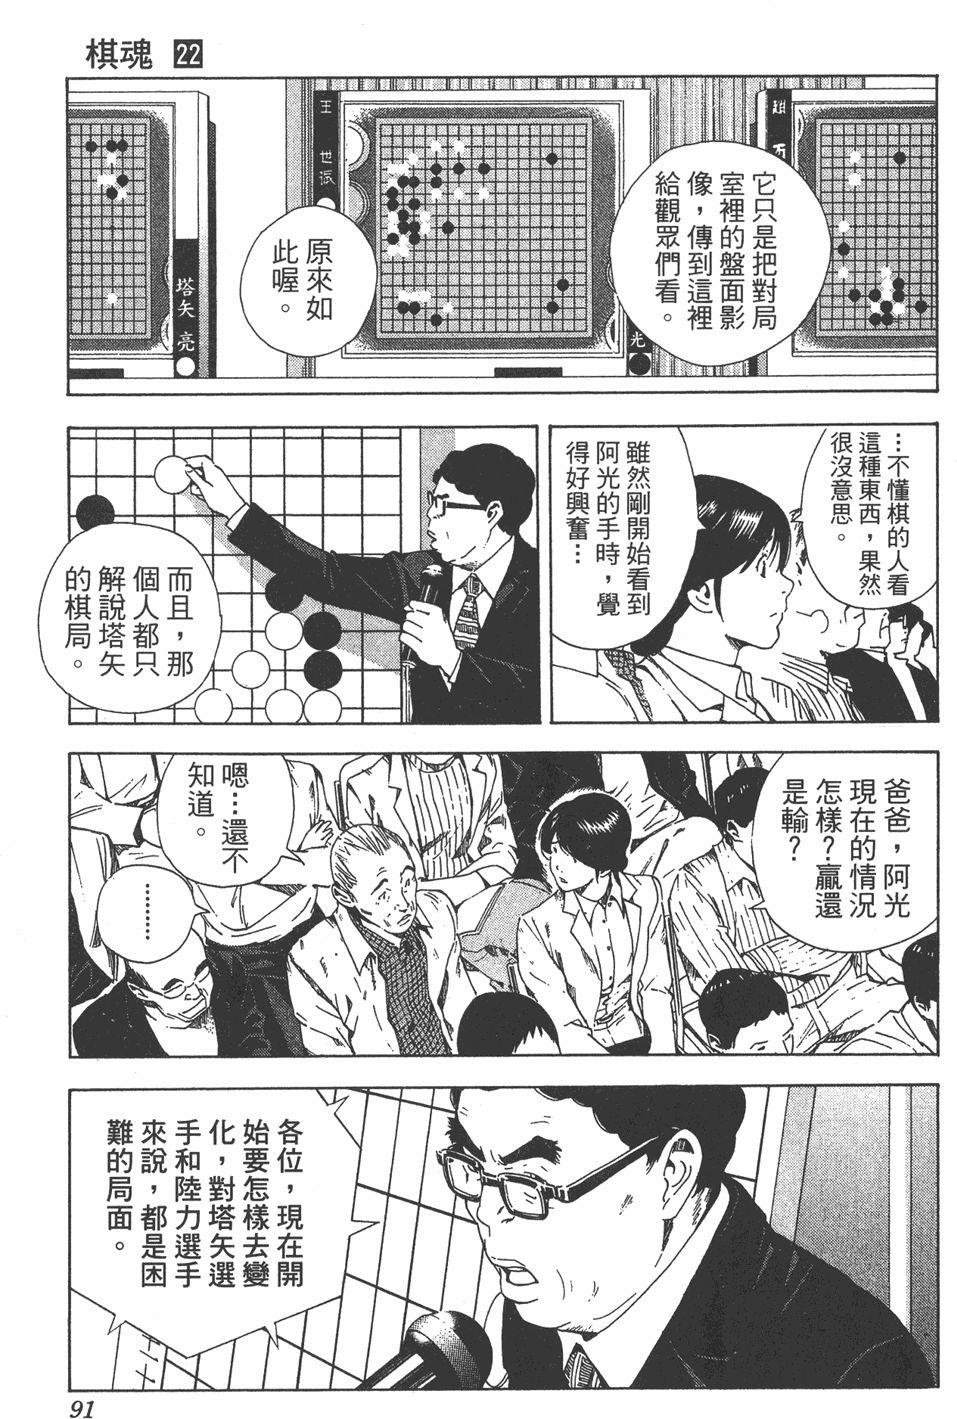 棋魂 22
它只是把對局
室裡的盤面影
像，傳到這裡
給觀眾們看。
原來如
此喔。
王
世振
光
塔矢 亮
…不懂棋的人看
這種東西，果然
很沒意思。
雖然剛開始看到
阿光的手時，覺
得好興奮…
而且，那
個人都只
解說塔矢
的棋局。
爸爸，阿光
現在的情況
怎樣？贏還
是輸？
嗯…還不
知道。
………
各位，現在開
始要怎樣去變
化，對塔矢選
手和陸力選手
來說，都是困
難的局面。
91